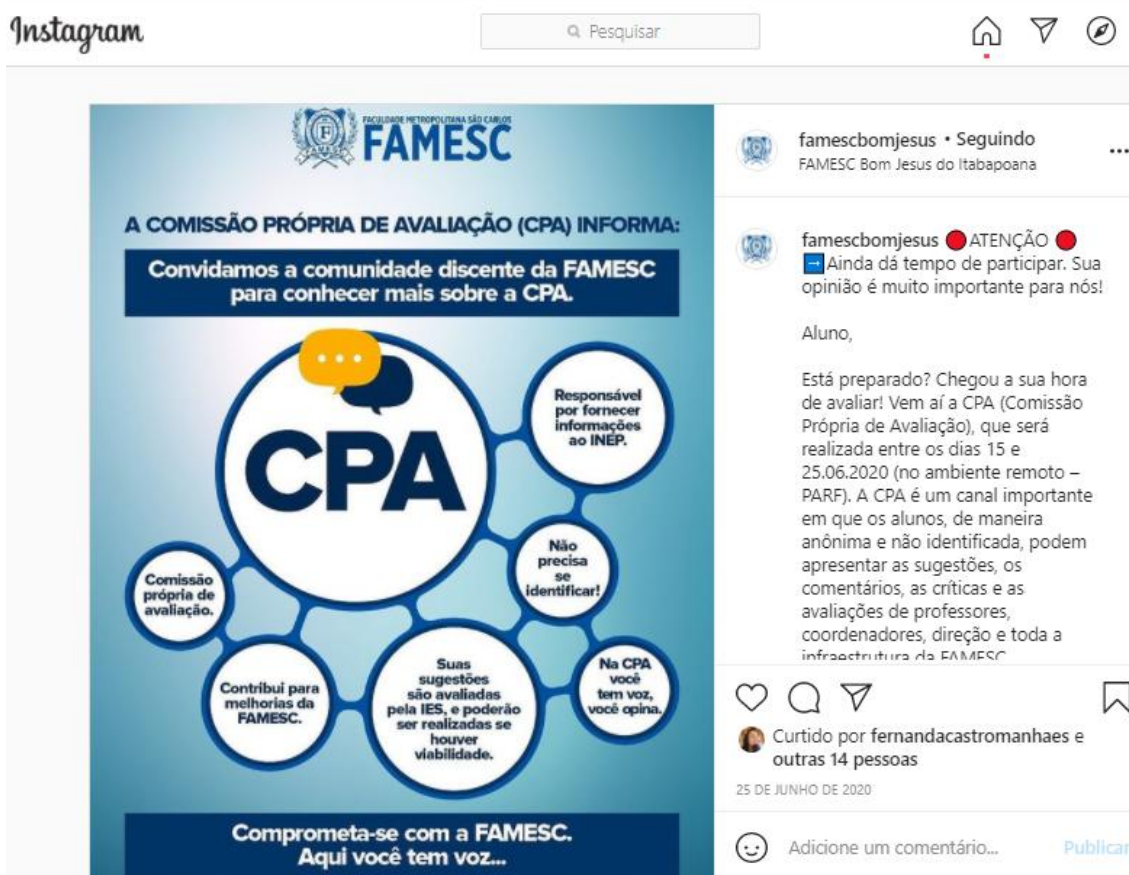 Instagram
Pesquisar
FACULDADE METROPOLITANA SÃO CARLOS
FAMESC
A COMISSÃO PRÓPRIA DE AVALIAÇÃO (CPA) INFORMA:
Convidamos a comunidade discente da FAMESC
para conhecer mais sobre a CPA.
CPA
Responsável
por fornecer
informações
ao INEP.
Não
precisa
se
identificar!
Comissão
própria de
avaliação.
Contribui para
melhorias da
FAMESC.
Suas
sugestões
são avaliadas
pela IES, e poderão
ser realizadas se
houver
viabilidade.
Na CPA
você
tem voz,
você opina.
Comprometa-se com a FAMESC.
Aqui você tem voz...
famescbomjesus • Seguindo
FAMESC Bom Jesus do Itabapoana
famescbomjesus 🔴ATENÇÃO 🔴
➡Ainda dá tempo de participar. Sua
opinião é muito importante para nós!
Aluno,
Está preparado? Chegou a sua hora
de avaliar! Vem aí a CPA (Comissão
Própria de Avaliação), que será
realizada entre os dias 15 e
25.06.2020 (no ambiente remoto –
PARF). A CPA é um canal importante
em que os alunos, de maneira
anônima e não identificada, podem
apresentar as sugestões, os
comentários, as críticas e as
avaliações de professores,
coordenadores, direção e toda a
infraestrutura da FAMESC
Curtido por fernandacastromanhaes e
outras 14 pessoas
25 DE JUNHO DE 2020
Adicione um comentário...
Publicar